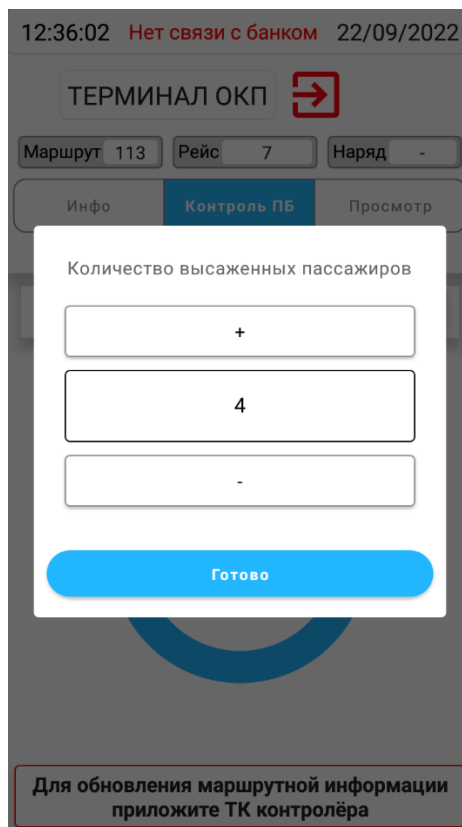 12:36:02 Нет связи с банком 22/09/2022
ТЕРМИНАЛ ОКП
Маршрут 113 Рейс 7 Наряд -
Инфо Контроль ПБ Просмотр
Количество высаженных пассажиров
+
4
-
Готово
Для обновления маршрутной информации
приложите ТК контролёра